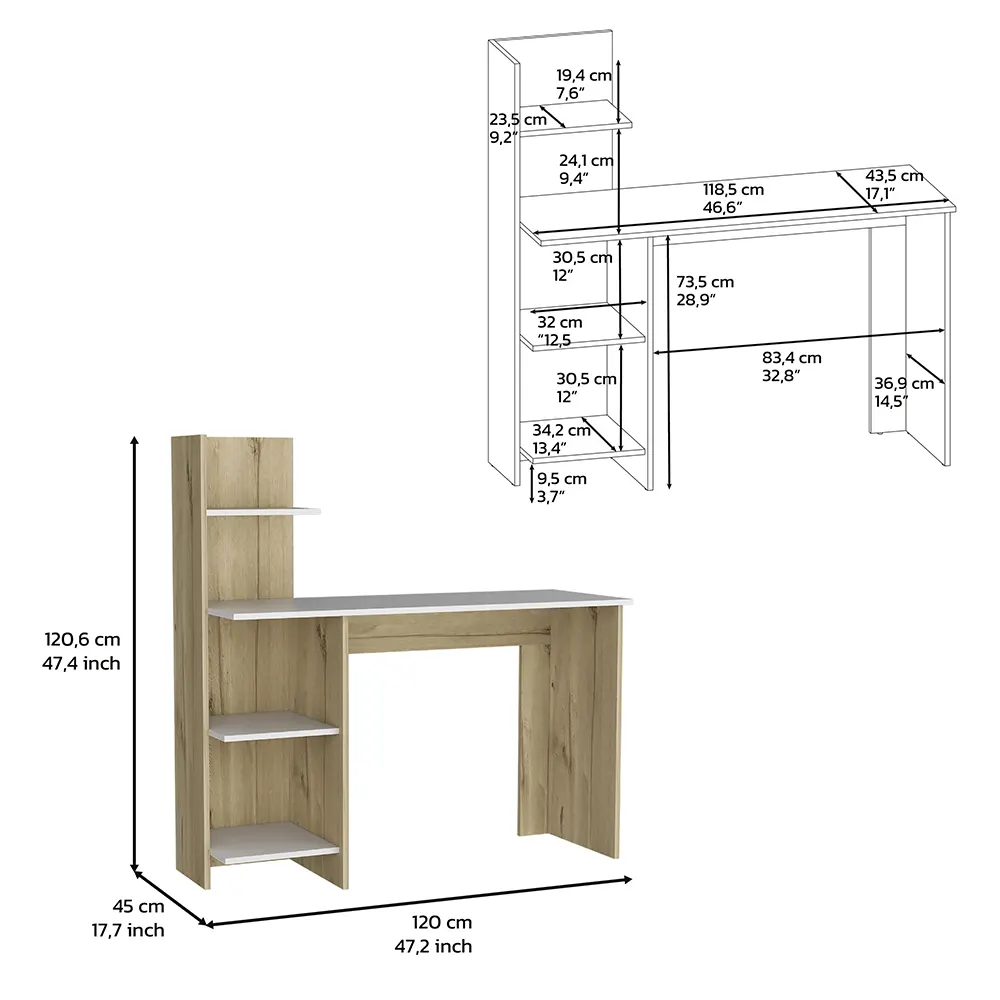 19,4 cm
7,6”
23,5 cm
9,2”
24,1 cm
9,4”
118,5 cm
46,6”
43,5 cm
17,1”
30,5 cm
12”
73,5 cm
28,9”
32 cm
”12,5
83,4 cm
32,8”
30,5 cm
12”
36,9 cm
14,5”
34,2 cm
13,4”
9,5 cm
3,7”
120,6 cm
47,4 inch
45 cm
17,7 inch
120 cm
47,2 inch